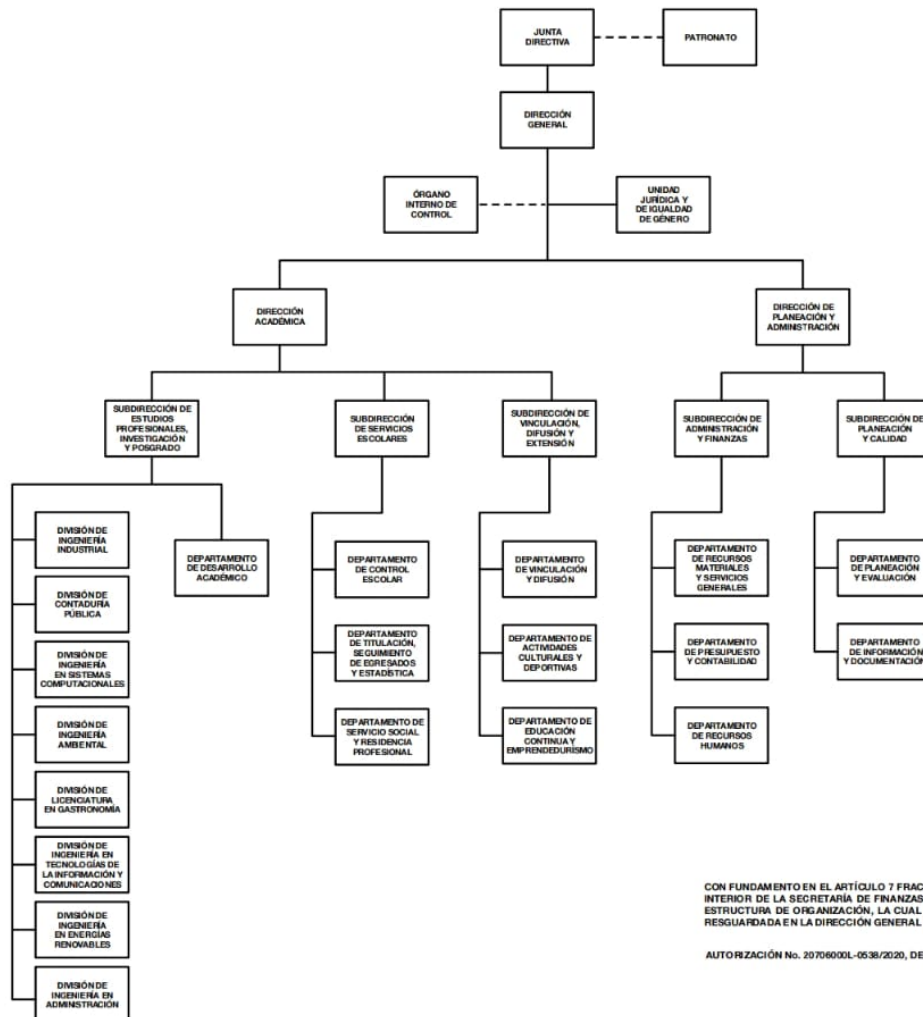 JUNTA
DIRECTIVA
PATRONATO
DIRECCIÓN
GENERAL
ÓRGANO
INTERNO DE
CONTROL
UNIDAD
JURÍDICA Y
DE IGUALDAD
DE GÉNERO
DIRECCIÓN
ACADÉMICA
DIRECCIÓN DE
PLANEACIÓN Y
ADMINISTRACIÓN
SUBDIRECCIÓN DE
ESTUDIOS
PROFESIONALES,
INVESTIGACIÓN
Y POSGRADO
SUBDIRECCIÓN
DE SERVICIOS
ESCOLARES
SUBDIRECCIÓN DE
VINCULACIÓN,
DIFUSIÓN Y
EXTENSIÓN
SUBDIRECCIÓN DE
ADMINISTRACIÓN
Y FINANZAS
SUBDIRECCIÓN DE
PLANEACIÓN
Y CALIDAD
DIVISIÓN DE
INGENIERÍA
INDUSTRIAL
DIVISIÓN DE
CONTADURÍA
PÚBLICA
DIVISIÓN DE
INGENIERÍA
EN SISTEMAS
COMPUTACIONALES
DIVISIÓN DE
INGENIERÍA
AMBIENTAL
DIVISIÓN DE
LICENCIATURA
EN GASTRONOMÍA
DIVISIÓN DE
INGENIERÍA EN
TECNOLOGÍAS DE
LA INFORMACIÓN Y
COMUNICACIONES
DIVISIÓN DE
INGENIERÍA
EN ENERGÍAS
RENOVABLES
DIVISIÓN DE
INGENIERÍA EN
ADMINISTRACIÓN
DEPARTAMENTO
DE DESARROLLO
ACADÉMICO
DEPARTAMENTO
DE CONTROL
ESCOLAR
DEPARTAMENTO
DE TITULACIÓN,
SEGUIMIENTO
DE EGRESADOS
Y ESTADÍSTICA
DEPARTAMENTO DE
SERVICIO SOCIAL
Y RESIDENCIA
PROFESIONAL
DEPARTAMENTO
DE VINCULACIÓN
Y DIFUSIÓN
DEPARTAMENTO DE
ACTIVIDADES
CULTURALES Y
DEPORTIVAS
DEPARTAMENTO
DE EDUCACIÓN
CONTINUA Y
EMPRENDEDURÍSMO
DEPARTAMENTO
DE RECURSOS
MATERIALES
Y SERVICIOS
GENERALES
DEPARTAMENTO
DE PRESUPUESTO
Y CONTABILIDAD
DEPARTAMENTO
DE RECURSOS
HUMANOS
DEPARTAMENTO
DE PLANEACIÓN
Y EVALUACIÓN
DEPARTAMENTO
DE INFORMACIÓN
Y DOCUMENTACIÓN
CON FUNDAMENTO EN EL ARTÍCULO 7 FRAC
INTERIOR DE LA SECRETARÍA DE FINANZAS
ESTRUCTURA DE ORGANIZACIÓN, LA CUAL
RESGUARDADA EN LA DIRECCIÓN GENERAL
AUTORIZACIÓN No. 20706000L-0538/2020, DE